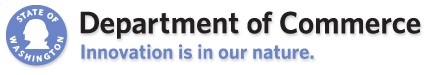 STATE OF
WASHINGTON
Department of Commerce
Innovation is in our nature.